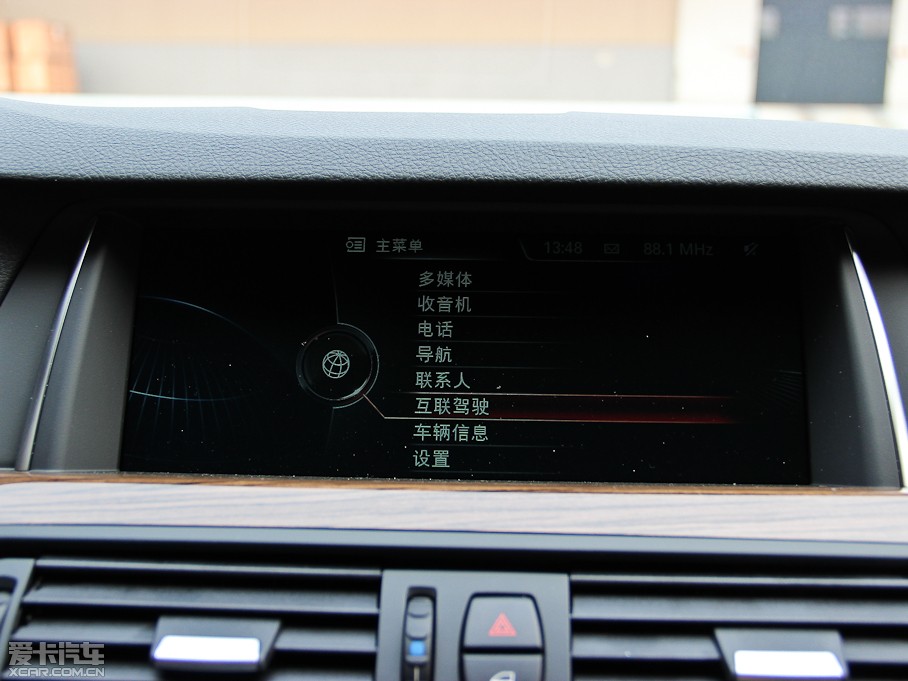 主菜单
13:48 88.1 MHz
多媒体
收音机
电话
导航
联系人
互联驾驶
车辆信息
设置
爱卡汽车
XCAR.COM.CN